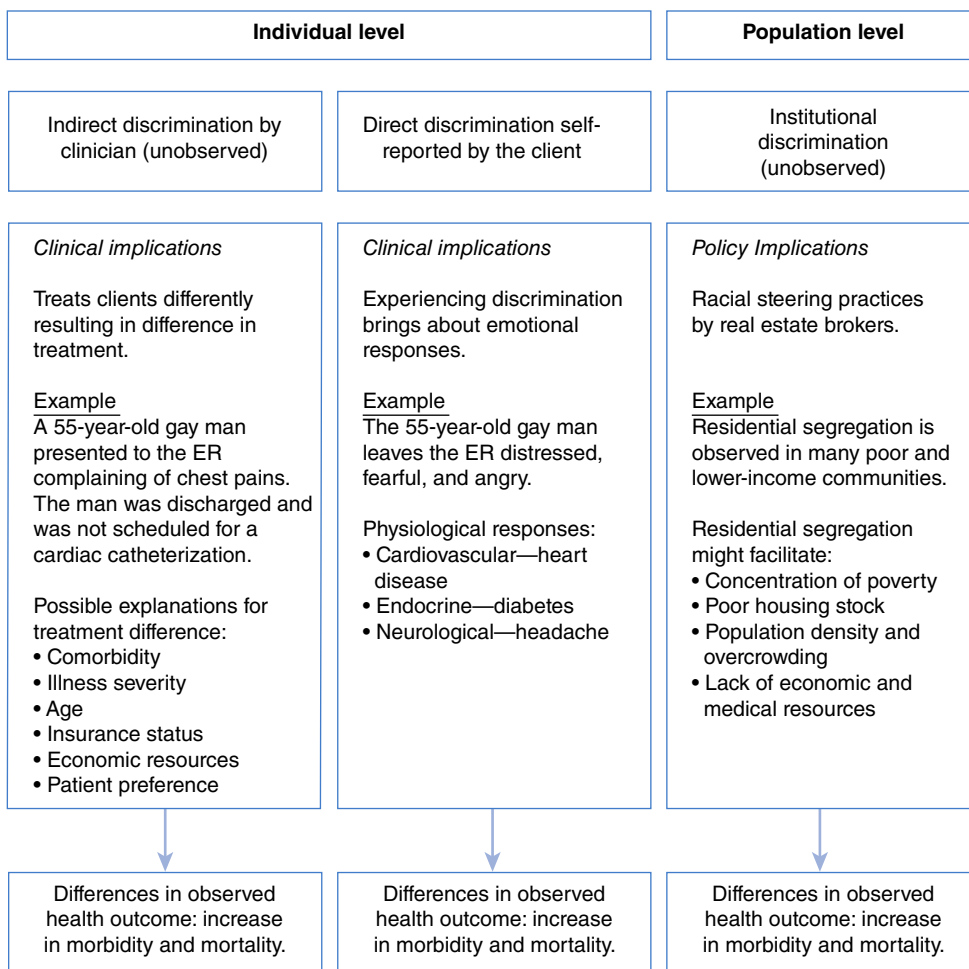 Individual level
Population level
Indirect discrimination by
clinician (unobserved)
Direct discrimination self-
reported by the client
Institutional
discrimination
(unobserved)
Clinical implications
Treats clients differently
resulting in difference in
treatment.
Example
A 55-year-old gay man
presented to the ER
complaining of chest pains.
The man was discharged and
was not scheduled for a
cardiac catheterization.
Possible explanations for
treatment difference:
• Comorbidity
• Illness severity
• Age
• Insurance status
• Economic resources
• Patient preference
Clinical implications
Experiencing discrimination
brings about emotional
responses.
Example
The 55-year-old gay man
leaves the ER distressed,
fearful, and angry.
Physiological responses:
• Cardiovascular—heart
disease
• Endocrine—diabetes
• Neurological—headache
Policy Implications
Racial steering practices
by real estate brokers.
Example
Residential segregation is
observed in many poor and
lower-income communities.
Residential segregation
might facilitate:
• Concentration of poverty
• Poor housing stock
• Population density and
overcrowding
• Lack of economic and
medical resources
Differences in observed
health outcome: increase
in morbidity and mortality.
Differences in observed
health outcome: increase
in morbidity and mortality.
Differences in observed
health outcome: increase
in morbidity and mortality.